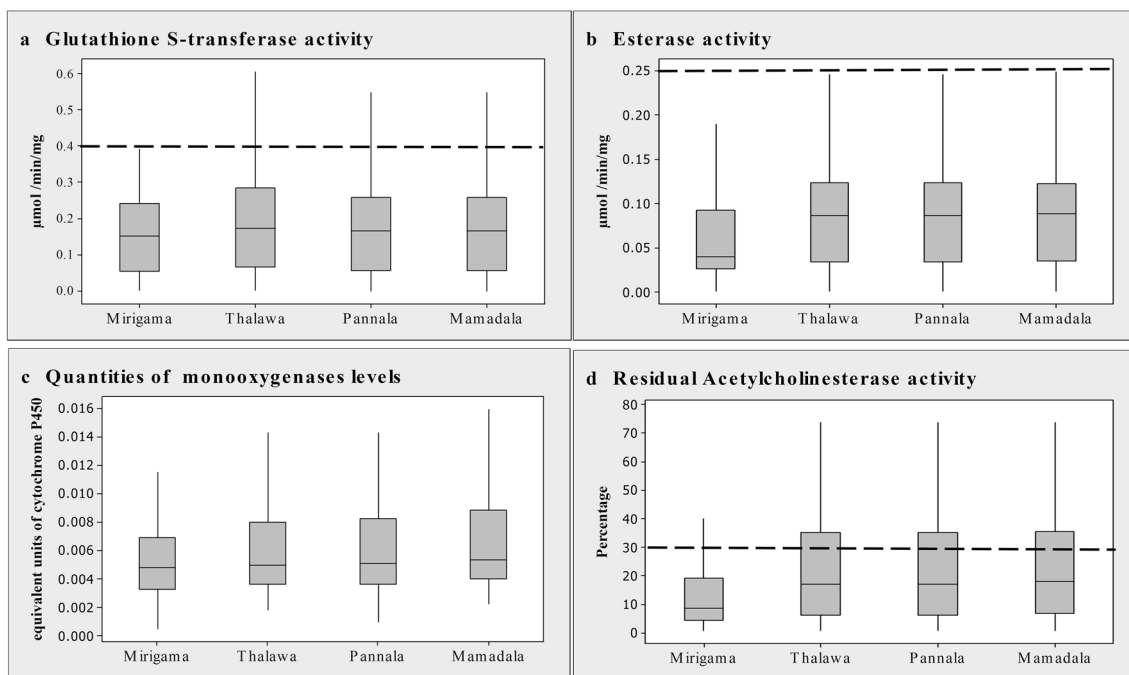 a Glutathione S-transferase activity
µmol /min/mg
0.6
0.5
0.4
0.3
0.2
0.1
0.0
Mirigama Thalawa Pannala Mamadala
b Esterase activity
µmol /min/mg
0.25
0.20
0.15
0.10
0.05
0.00
Mirigama Thalawa Pannala Mamadala
c Quantities of monooxygenases levels
equivalent units of cytochrome P450
0.016
0.014
0.012
0.010
0.008
0.006
0.004
0.002
0.000
Mirigama Thalawa Pannala Mamadala
d Residual Acetylcholinesterase activity
Percentage
80
70
60
50
40
30
20
10
0
Mirigama Thalawa Pannala Mamadala